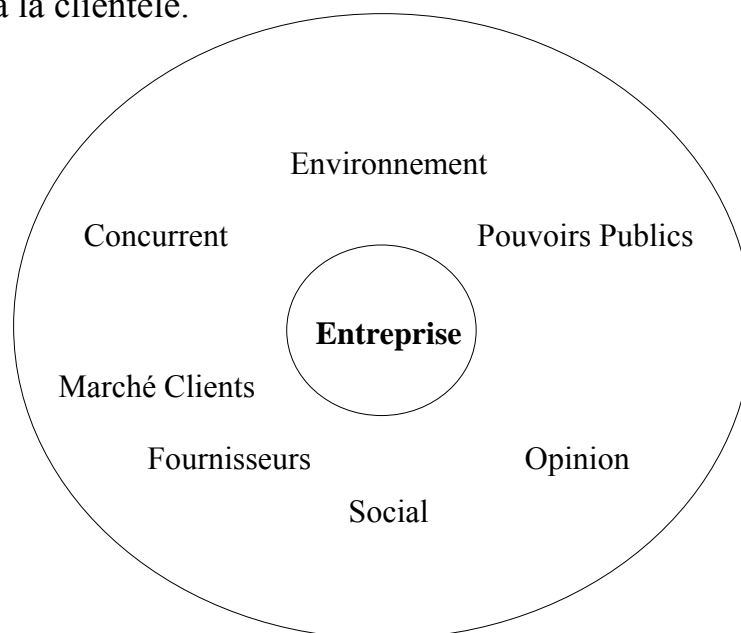 à la clientèle.
Environnement
Concurrent Pouvoirs Publics
Entreprise
Marché Clients
Fournisseurs Opinion
Social